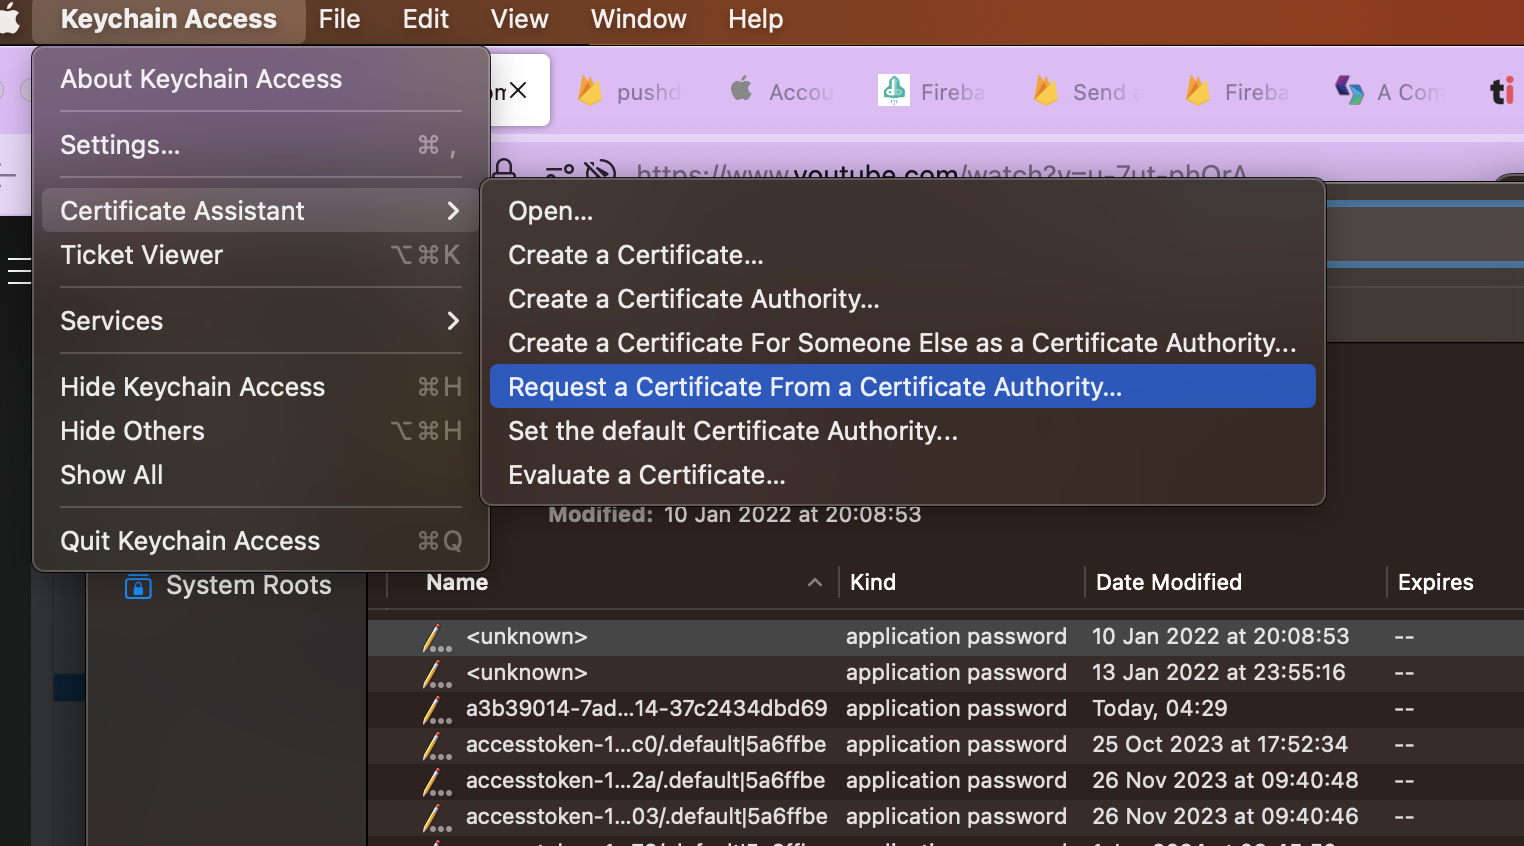 Keychain Access File Edit View Window Help
About Keychain Access
Settings... ⌘ ,
Certificate Assistant
Ticket Viewer ⌥⌘K
Services
Hide Keychain Access ⌘H
Hide Others ⌥⌘H
Show All
Quit Keychain Access ⌘Q
pushd
Accou
Fireba
Send a
Fireba
A Com
ti
https://www.youtube.com/watch?v=u-7ut-phQrA
Open...
Create a Certificate...
Create a Certificate Authority...
Create a Certificate For Someone Else as a Certificate Authority...
Request a Certificate From a Certificate Authority...
Set the default Certificate Authority...
Evaluate a Certificate...
Modified: 10 Jan 2022 at 20:08:53
System Roots
Name Kind Date Modified Expires
<unknown> application password 10 Jan 2022 at 20:08:53 --
<unknown> application password 13 Jan 2022 at 23:55:16 --
a3b39014-7ad...14-37c2434dbd69 application password Today, 04:29 --
accesstoken-1...c0/.default|5a6ffbe application password 25 Oct 2023 at 17:52:34 --
accesstoken-1...2a/.default|5a6ffbe application password 26 Nov 2023 at 09:40:48 --
accesstoken-1...03/.default|5a6ffbe application password 26 Nov 2023 at 09:40:46 --